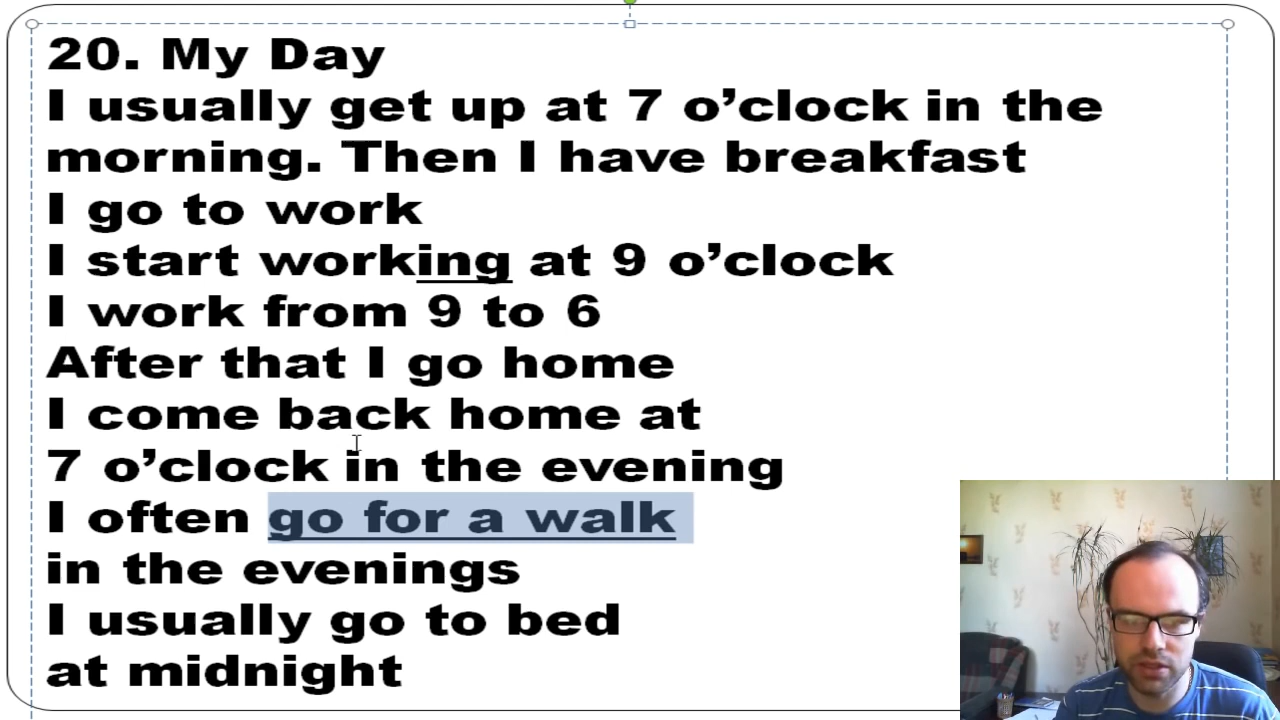 20. My Day
I usually get up at 7 o’clock in the
morning. Then I have breakfast
I go to work
I start working at 9 o’clock
I work from 9 to 6
After that I go home
I come back home at
7 o’clock in the evening
I often go for a walk
in the evenings
I usually go to bed
at midnight